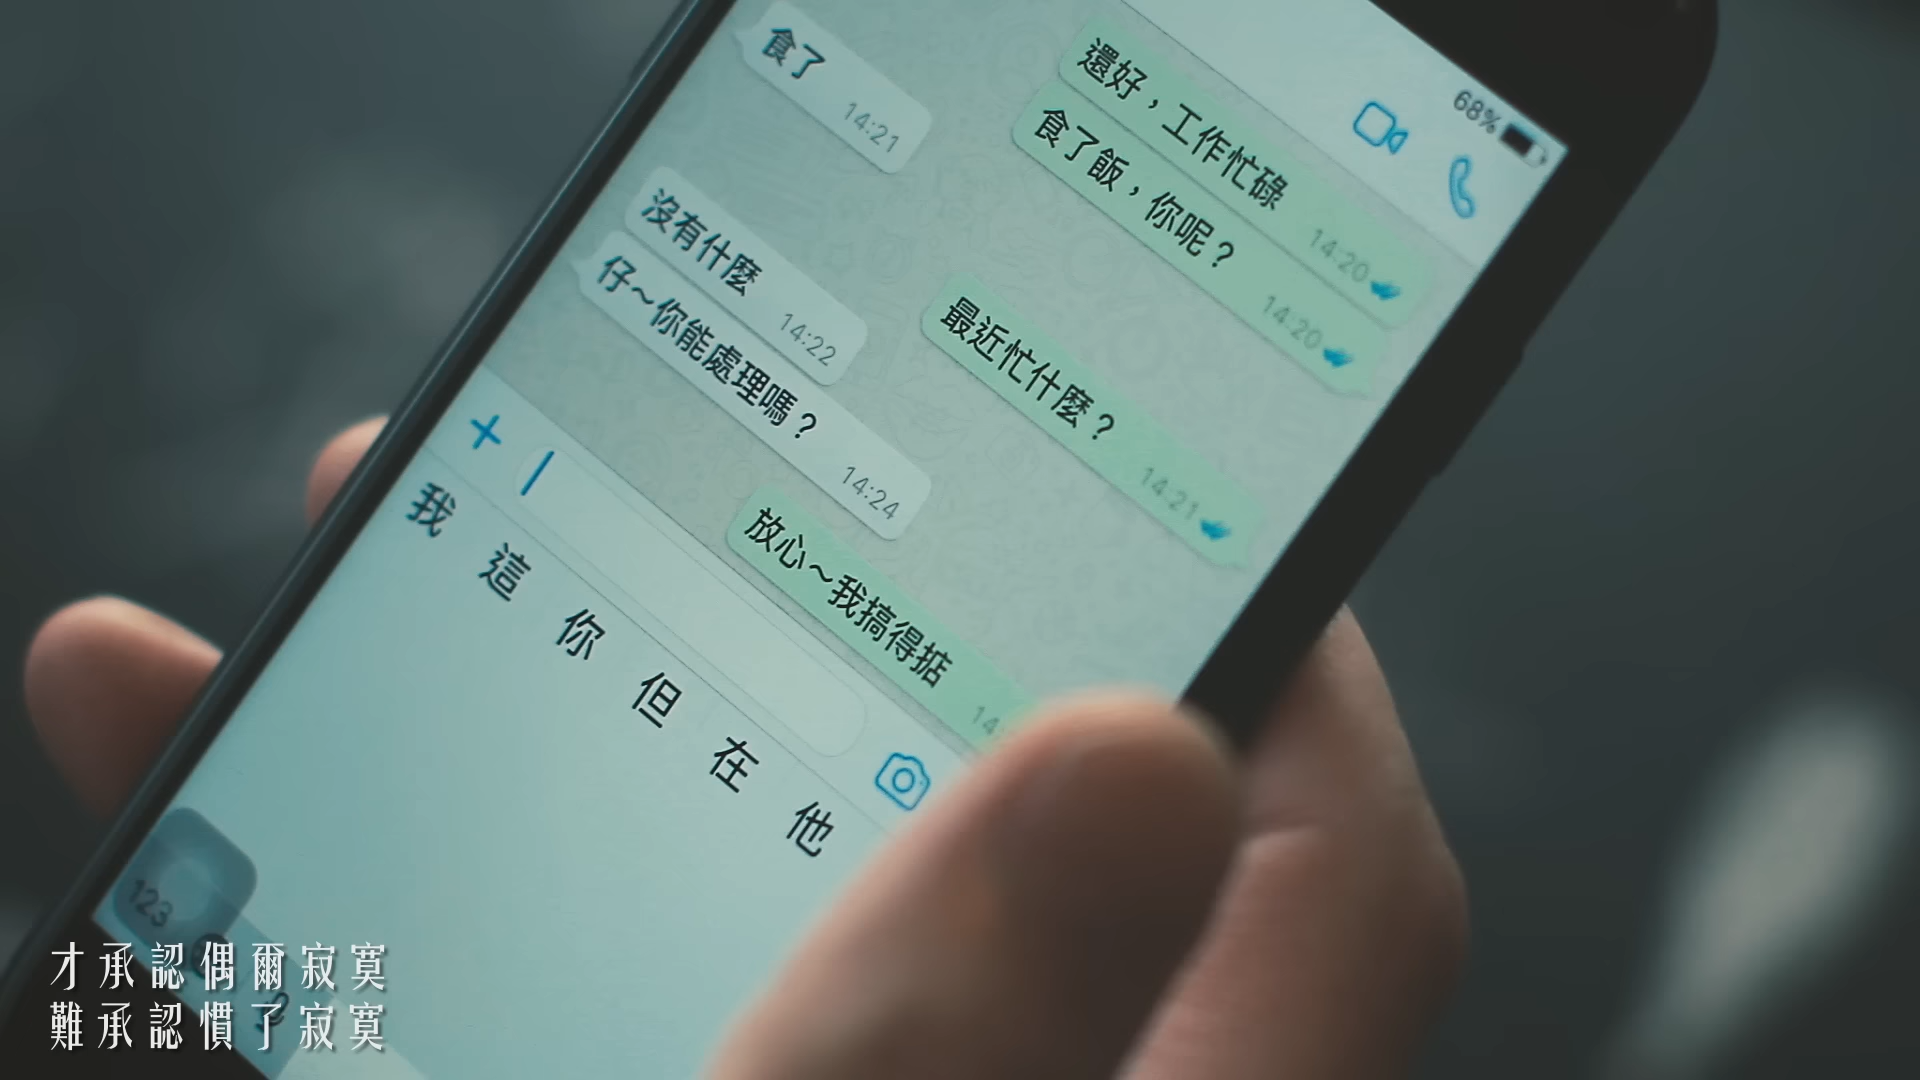 68%
還好，工作忙碌
14:20
食了飯，你呢？
14:20
食了
14:21
最近忙什麼？
14:21
沒有什麼
14:22
仔～你能處理嗎？
14:24
放心～我搞得掂
14:
我 這 你 但 在 他
123
才承認偶爾寂寞
難承認慣了寂寞